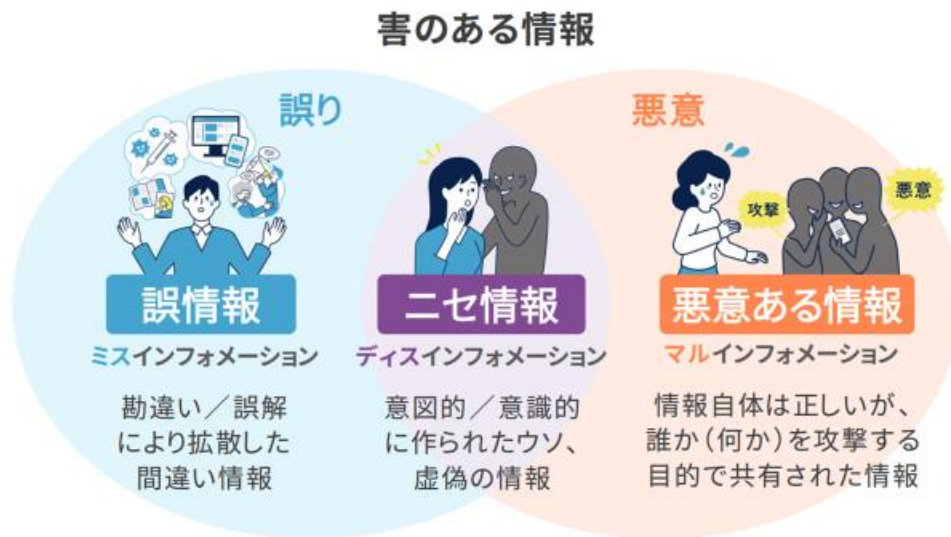 害のある情報
誤り
悪意
攻撃
悪意
誤情報
ミスインフォメーション
勘違い／誤解
により拡散した
間違い情報
ニセ情報
ディスインフォメーション
意図的／意識的
に作られたウソ、
虚偽の情報
悪意ある情報
マルインフォメーション
情報自体は正しいが、
誰か（何か）を攻撃する
目的で共有された情報